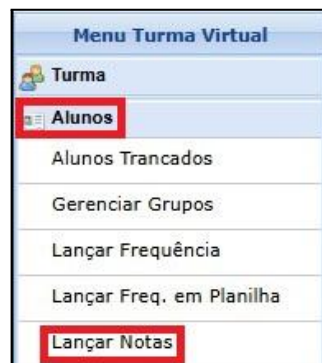 Menu Turma Virtual
Turma
Alunos
Alunos Trancados
Gerenciar Grupos
Lançar Frequência
Lançar Freq. em Planilha
Lançar Notas